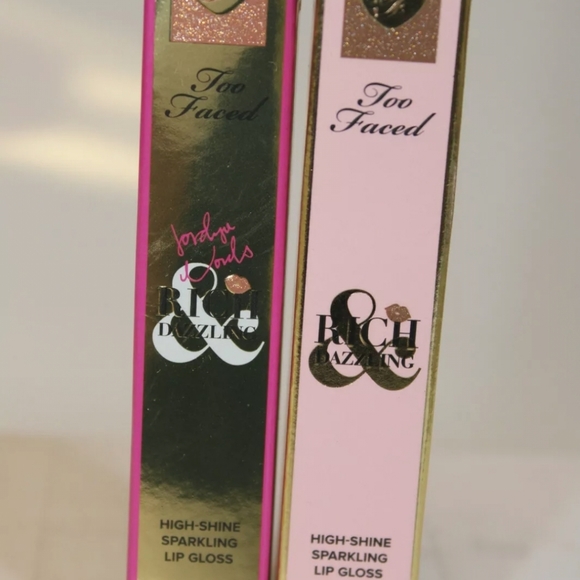 Too
Faced
Jordyn
Woods
&
RICH
DAZZLING
HIGH-SHINE
SPARKLING
LIP GLOSS
Too
Faced
&
RICH
DAZZLING
HIGH-SHINE
SPARKLING
LIP GLOSS